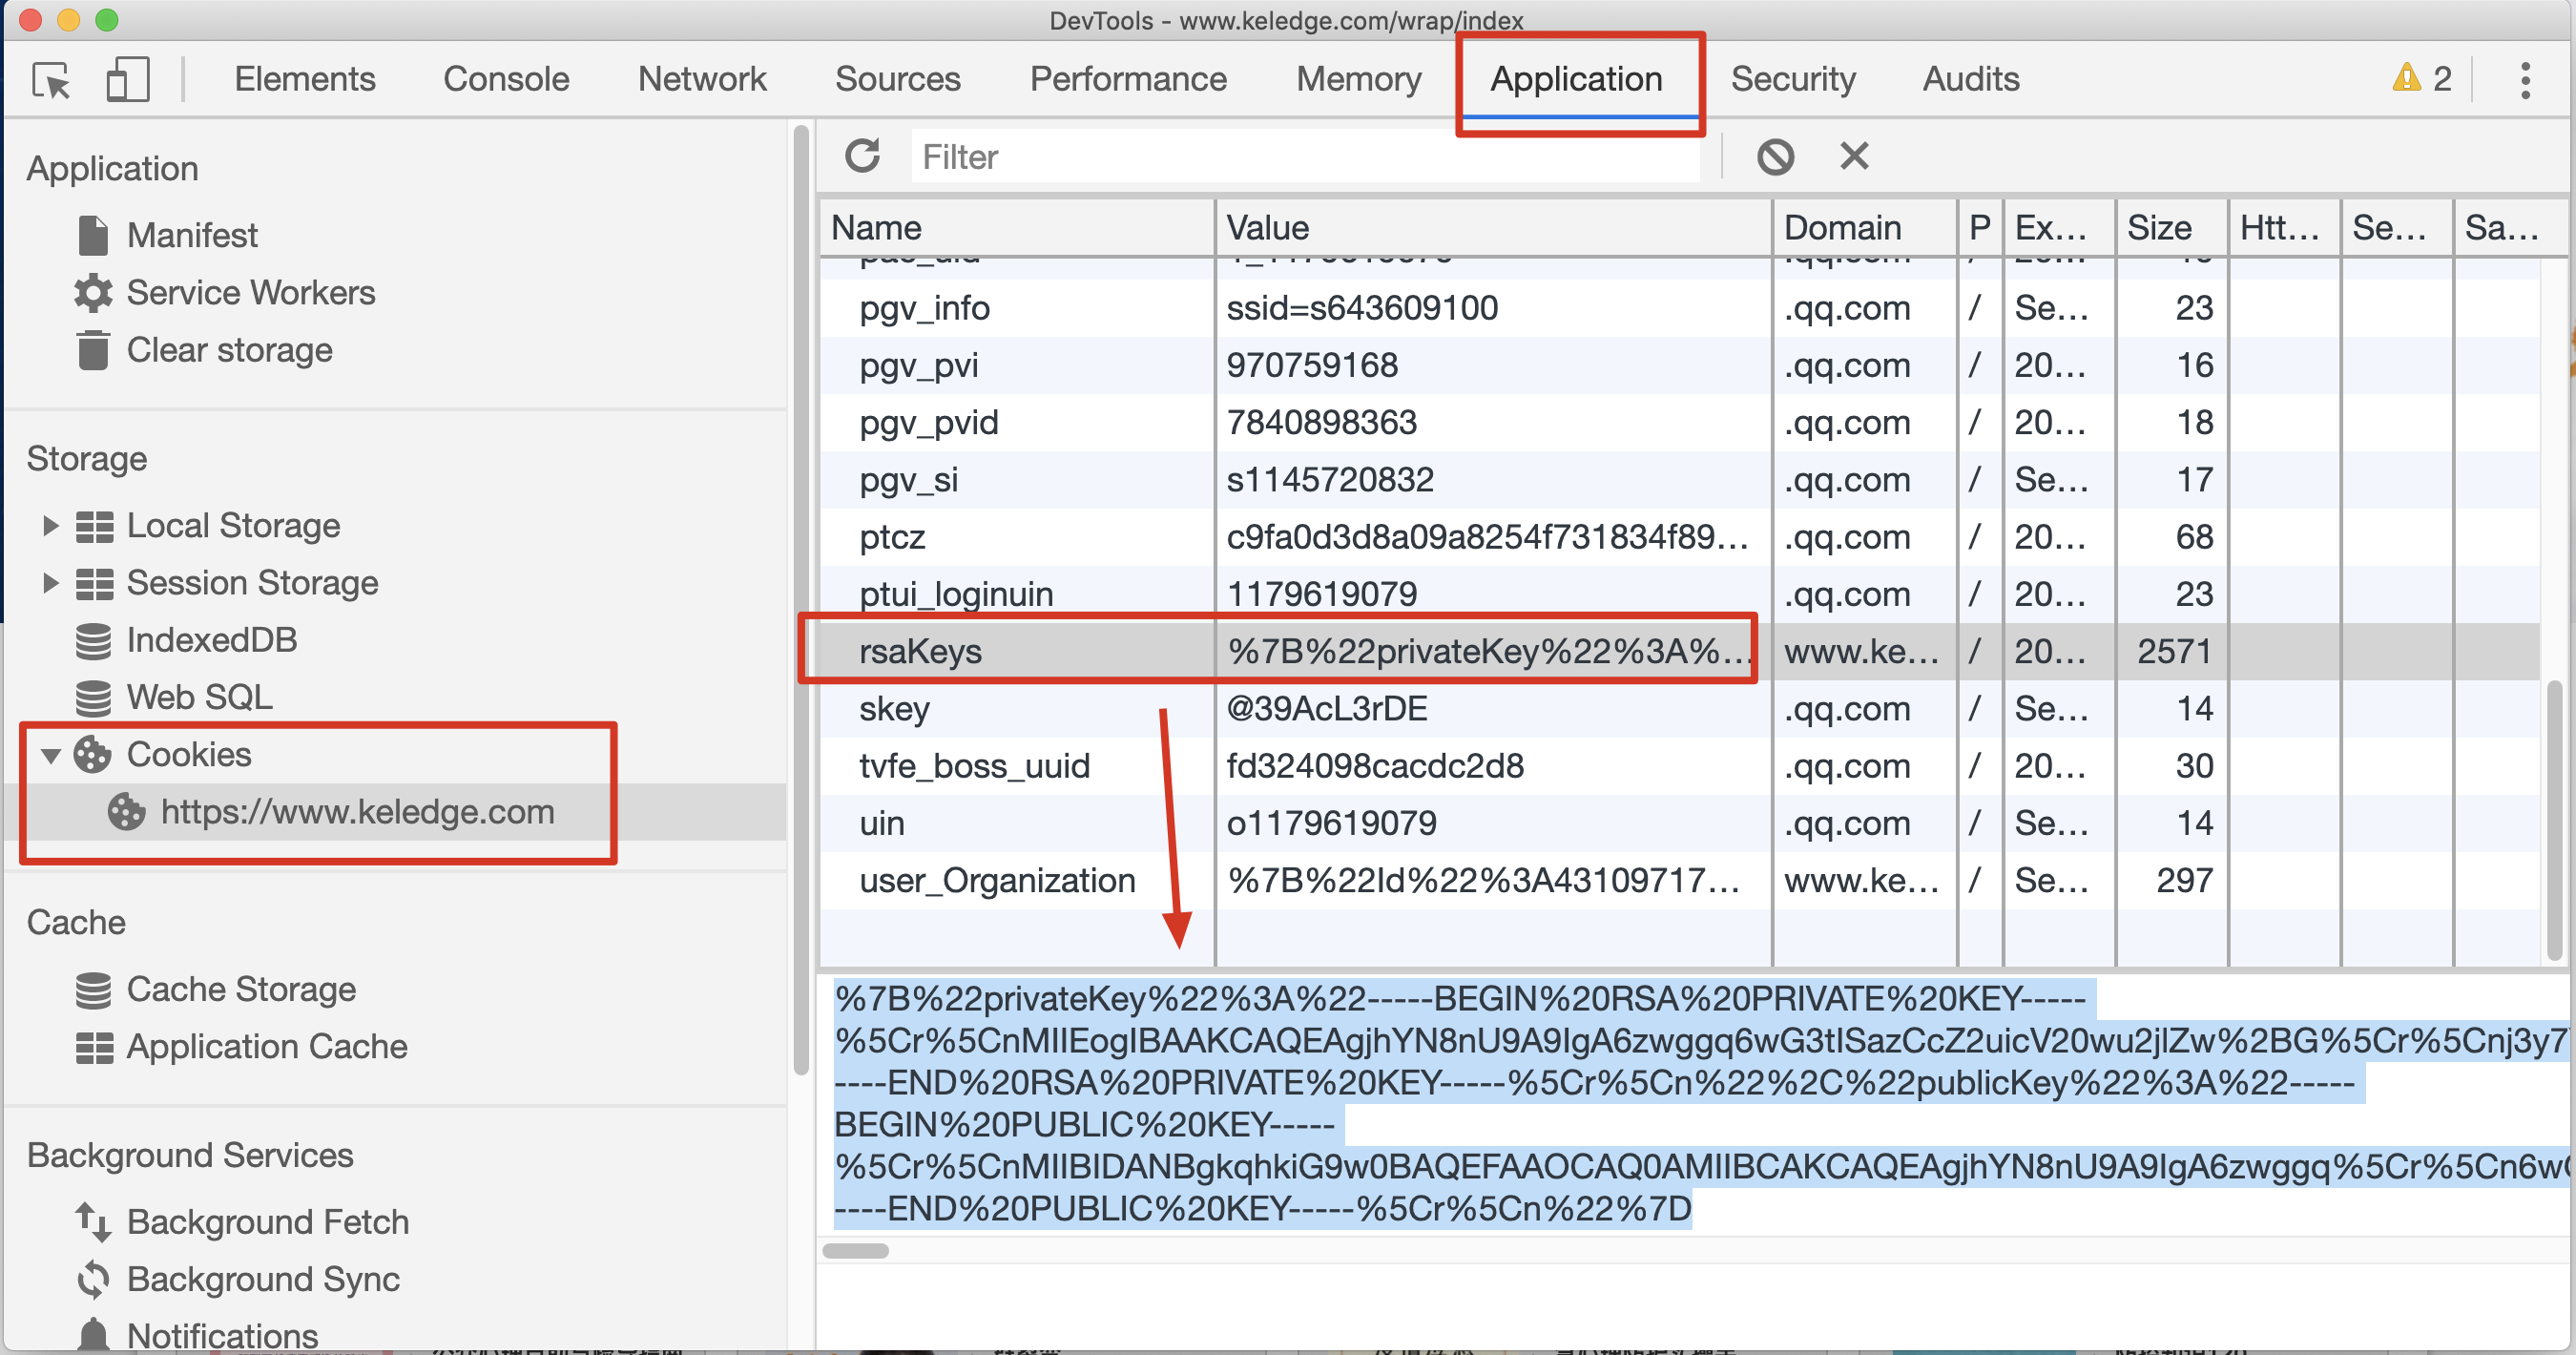 DevTools - www.keledge.com/wrap/index
Elements Console Network Sources Performance Memory Application Security Audits 2
Application
Manifest
Service Workers
Clear storage
Storage
Local Storage
Session Storage
IndexedDB
Web SQL
Cookies
https://www.keledge.com
Cache
Cache Storage
Application Cache
Background Services
Background Fetch
Background Sync
Notifications
Filter
Name Value Domain P Ex... Size Htt... Se... Sa...
pgv_info ssid=s643609100 .qq.com / Se... 23
pgv_pvi 970759168 .qq.com / 20... 16
pgv_pvid 7840898363 .qq.com / 20... 18
pgv_si s1145720832 .qq.com / Se... 17
ptcz c9fa0d3d8a09a8254f731834f89... .qq.com / 20... 68
ptui_loginuin 1179619079 .qq.com / 20... 23
rsaKeys %7B%22privateKey%22%3A%... www.ke... / 20... 2571
skey @39AcL3rDE .qq.com / Se... 14
tvfe_boss_uuid fd324098cacdc2d8 .qq.com / 20... 30
uin o1179619079 .qq.com / Se... 14
user_Organization %7B%22Id%22%3A43109717... www.ke... / Se... 297
%7B%22privateKey%22%3A%22-----BEGIN%20RSA%20PRIVATE%20KEY-----
%5Cr%5CnMIIEogIBAAKCAQEAgjhYN8nU9A9IgA6zwggq6wG3tISazCcZ2uicV20wu2jlZw%2BG%5Cr%5Cnj3y7
----END%20RSA%20PRIVATE%20KEY-----%5Cr%5Cn%22%2C%22publicKey%22%3A%22-----
BEGIN%20PUBLIC%20KEY-----
%5Cr%5CnMIIBIDANBgkqhkiG9w0BAQEFAAOCAQ0AMIIBCAKCAQEAgjhYN8nU9A9IgA6zwggq%5Cr%5Cn6w
----END%20PUBLIC%20KEY-----%5Cr%5Cn%22%7D